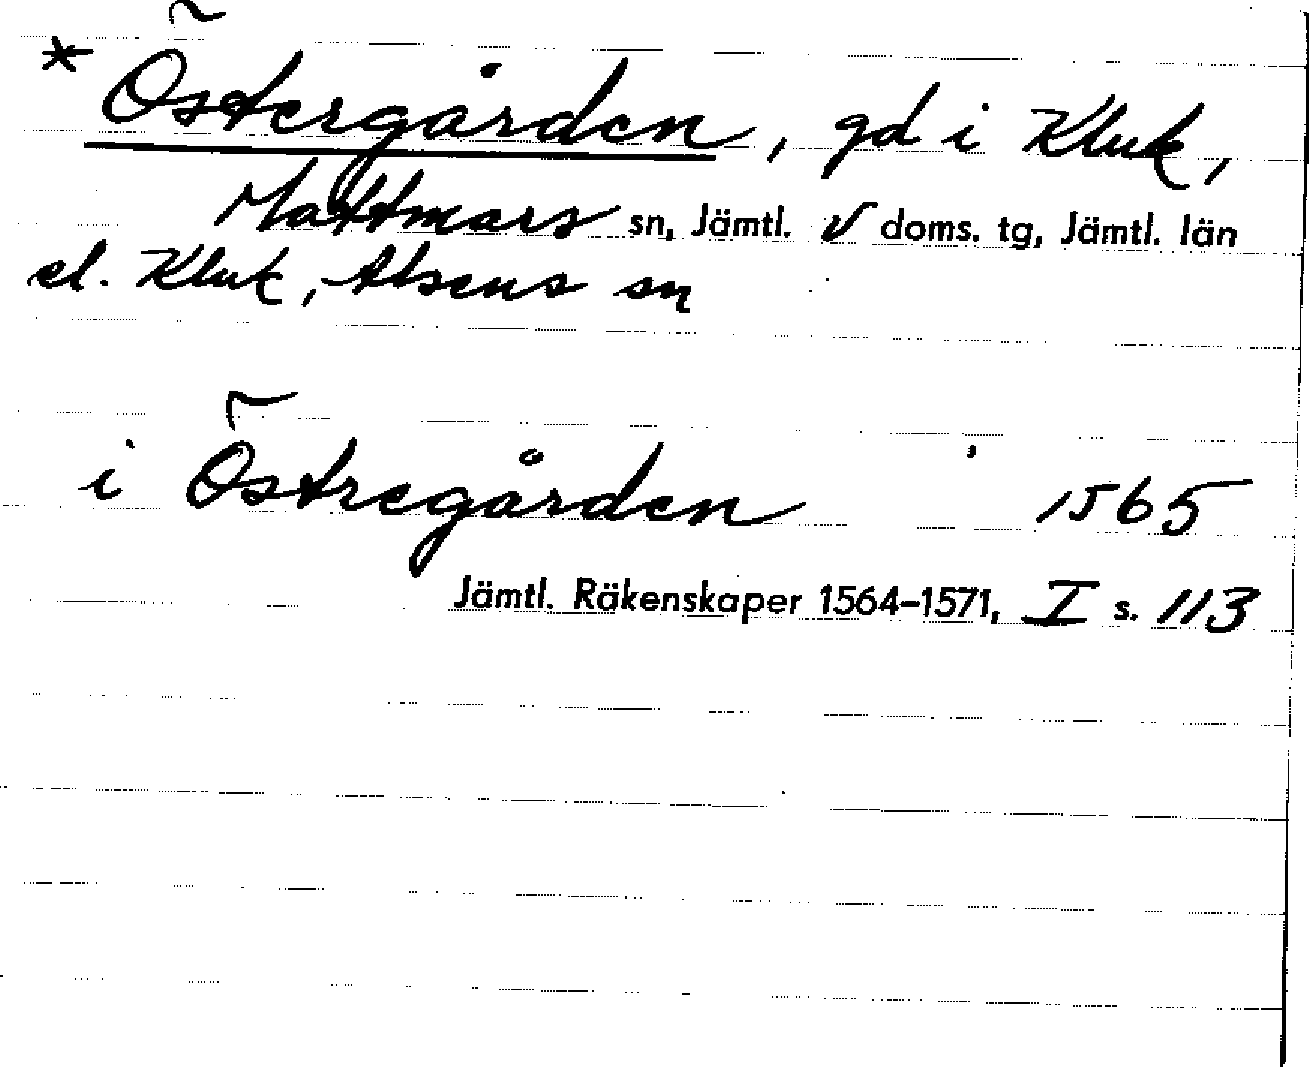 * Östergården, gd i Kluk,
Mattmars sn, Jämtl. v doms. tg, Jämtl. län
el. Kluk, Alsens sn
i Östregården 1565
Jämtl. Räkenskaper 1564-1571, I s. 113